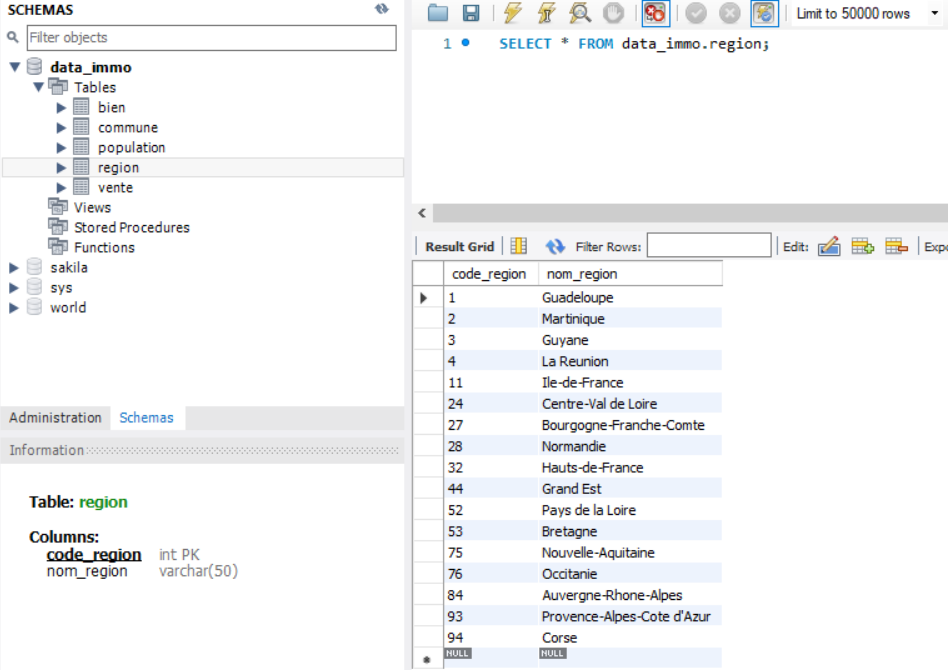 SCHEMAS
Filter objects
data_immo
Tables
bien
commune
population
region
vente
Views
Stored Procedures
Functions
sakila
sys
world
Administration Schemas
Information
Table: region
Columns:
code_region int PK
nom_region varchar(50)
Limit to 50000 rows
1 SELECT * FROM data_immo.region;
Result Grid Filter Rows: Edit: Expo
code_region nom_region
1 Guadeloupe
2 Martinique
3 Guyane
4 La Reunion
11 Ile-de-France
24 Centre-Val de Loire
27 Bourgogne-Franche-Comte
28 Normandie
32 Hauts-de-France
44 Grand Est
52 Pays de la Loire
53 Bretagne
75 Nouvelle-Aquitaine
76 Occitanie
84 Auvergne-Rhone-Alpes
93 Provence-Alpes-Cote d'Azur
94 Corse
NULL NULL